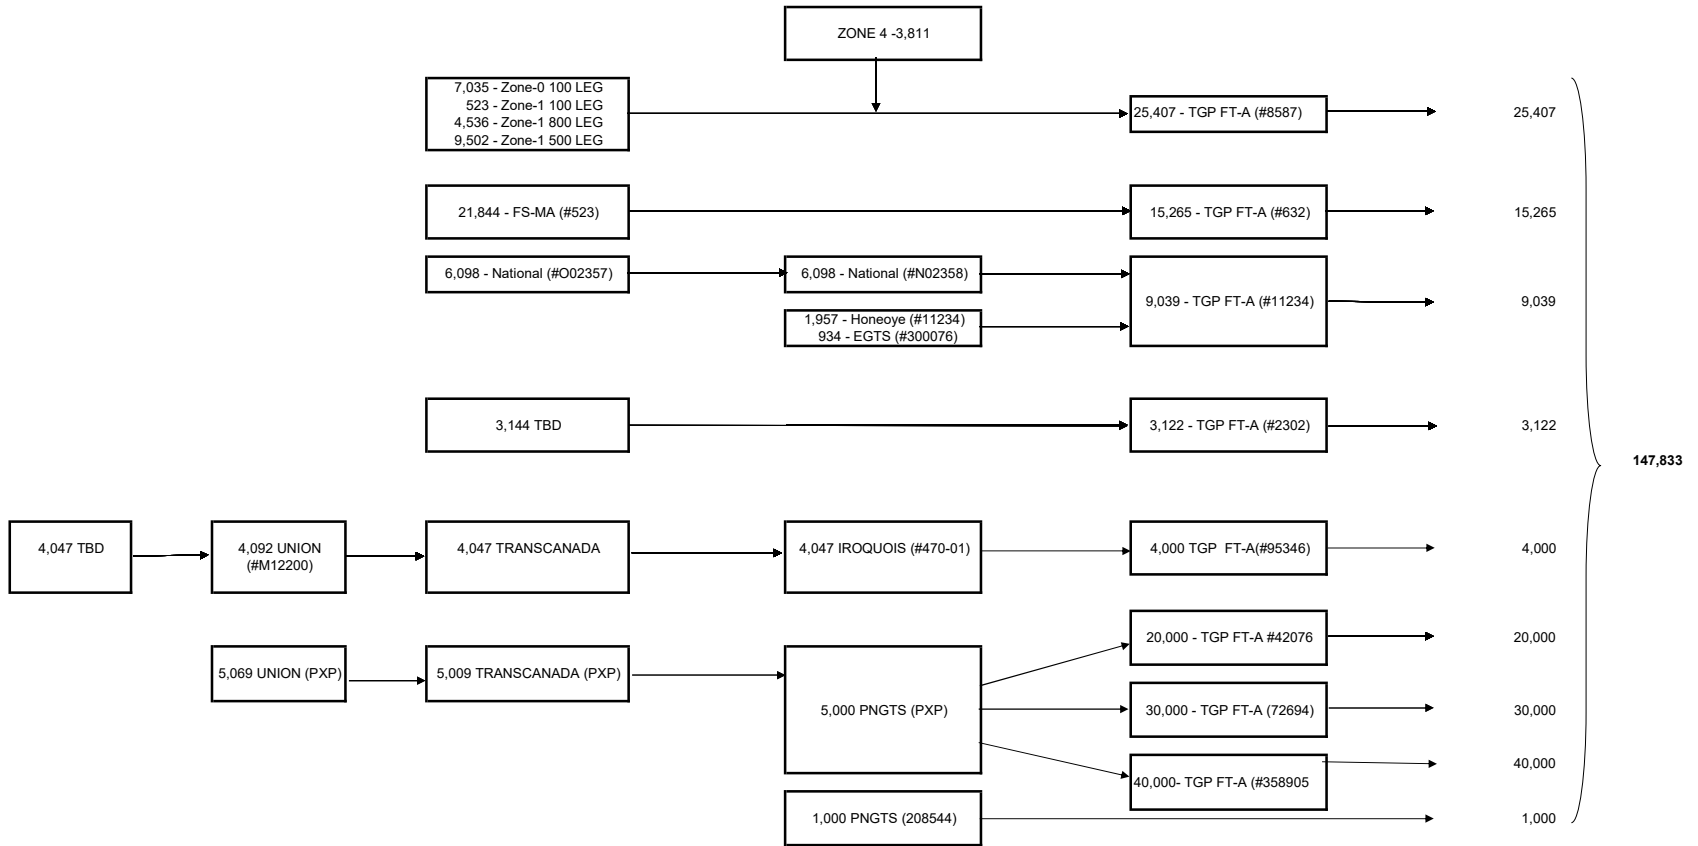 ZONE 4 -3,811
7,035 - Zone-0 100 LEG
523 - Zone-1 100 LEG
4,536 - Zone-1 800 LEG
9,502 - Zone-1 500 LEG
25,407 - TGP FT-A (#8587)
25,407
21,844 - FS-MA (#523)
15,265 - TGP FT-A (#632)
15,265
6,098 - National (#O02357)
6,098 - National (#N02358)
1,957 - Honeoye (#11234)
934 - EGTS (#300076)
9,039 - TGP FT-A (#11234)
9,039
3,144 TBD
3,122 - TGP FT-A (#2302)
3,122
147,833
4,047 TBD
4,092 UNION
(#M12200)
4,047 TRANSCANADA
4,047 IROQUOIS (#470-01)
4,000 TGP  FT-A(#95346)
4,000
5,069 UNION (PXP)
5,009 TRANSCANADA (PXP)
5,000 PNGTS (PXP)
20,000 - TGP FT-A #42076
20,000
30,000 - TGP FT-A (72694)
30,000
40,000- TGP FT-A (#358905
40,000
1,000 PNGTS (208544)
1,000